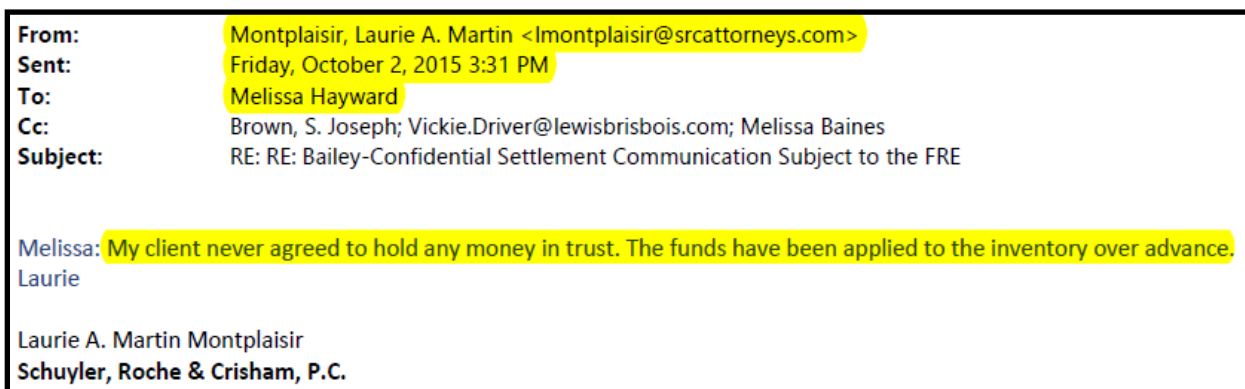 From: Montplaisir, Laurie A. Martin <lmontplaisir@srcattorneys.com>
Sent: Friday, October 2, 2015 3:31 PM
To: Melissa Hayward
Cc: Brown, S. Joseph; Vickie.Driver@lewisbrisbois.com; Melissa Baines
Subject: RE: RE: Bailey-Confidential Settlement Communication Subject to the FRE
Melissa: My client never agreed to hold any money in trust. The funds have been applied to the inventory over advance.
Laurie
Laurie A. Martin Montplaisir
Schuyler, Roche & Crisham, P.C.